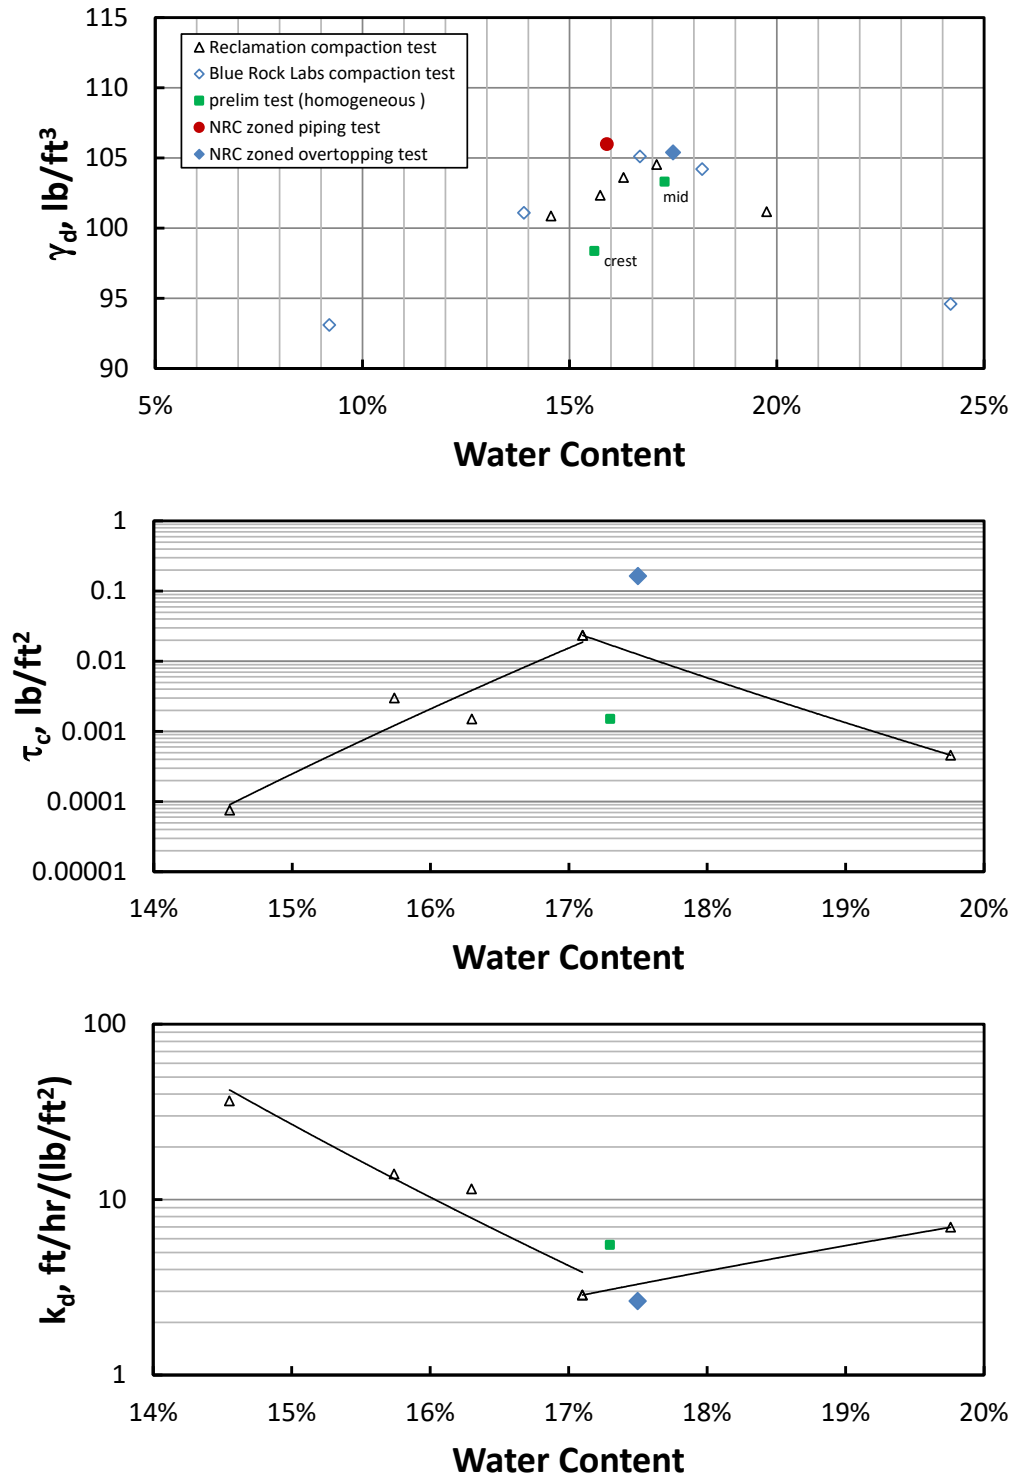 115
110
105
100
95
90
γd, lb/ft³
Reclamation compaction test
Blue Rock Labs compaction test
prelim test (homogeneous )
NRC zoned piping test
NRC zoned overtopping test
mid
crest
5% 10% 15% 20% 25%
Water Content
1
0.1
0.01
0.001
0.0001
0.00001
τc, lb/ft²
14% 15% 16% 17% 18% 19% 20%
Water Content
100
10
1
kd, ft/hr/(lb/ft²)
14% 15% 16% 17% 18% 19% 20%
Water Content